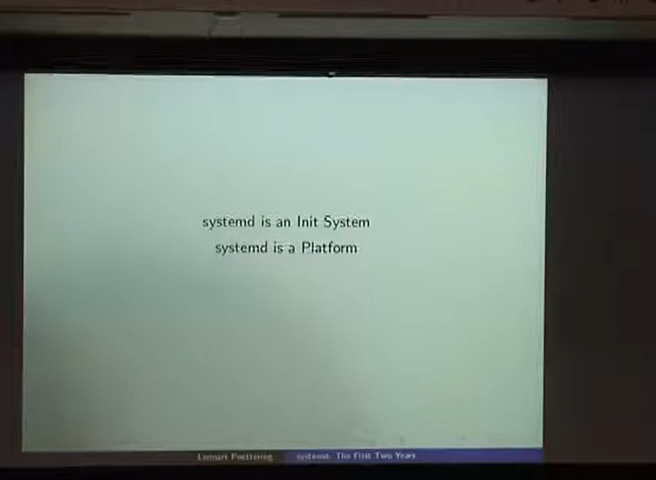 systemd is an Init System
systemd is a Platform
Lennart Poettering
systemd: The First Two Years